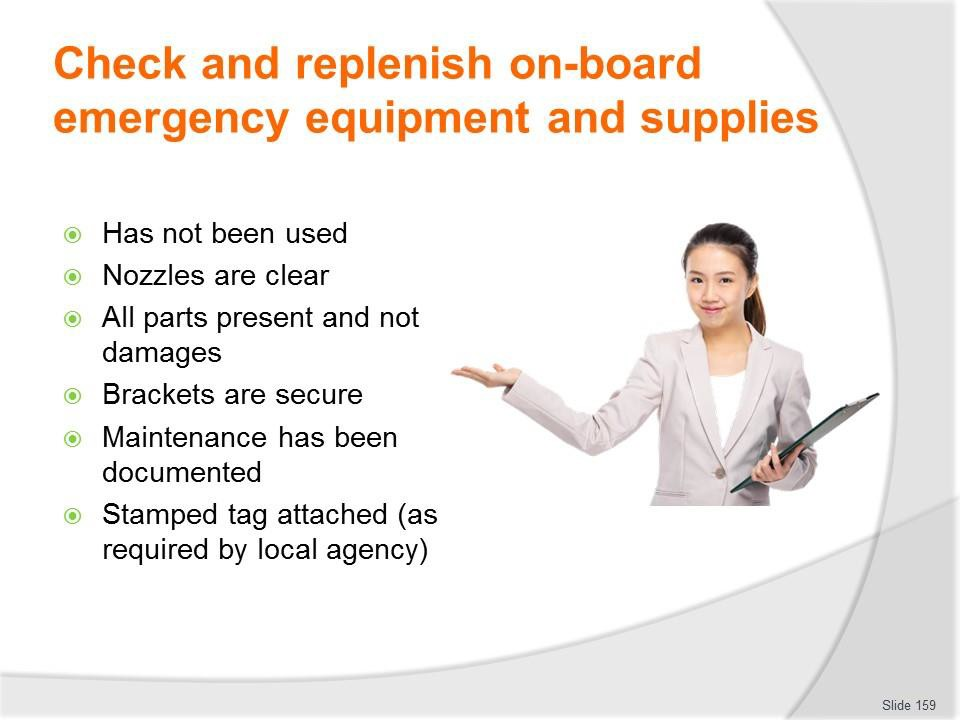 Check and replenish on-board
emergency equipment and supplies
Has not been used
Nozzles are clear
All parts present and not
damages
Brackets are secure
Maintenance has been
documented
Stamped tag attached (as
required by local agency)
Slide 159